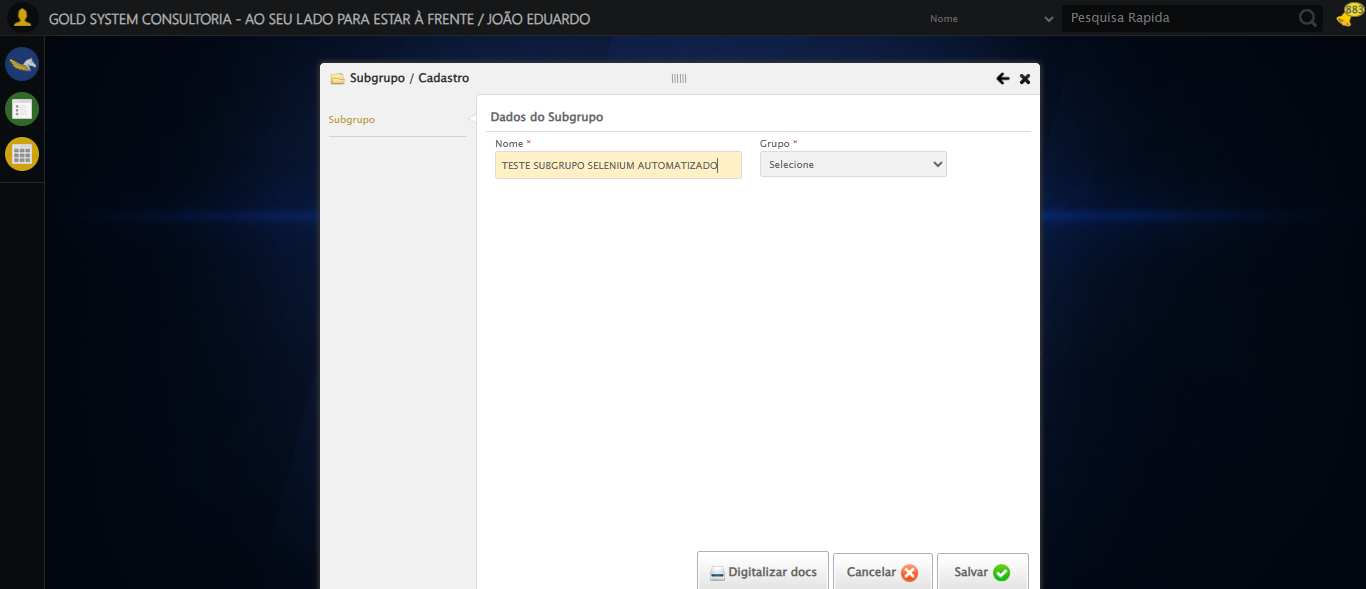 GOLD SYSTEM CONSULTORIA - AO SEU LADO PARA ESTAR À FRENTE / JOÃO EDUARDO
Nome
Pesquisa Rapida
883
Subgrupo / Cadastro
Subgrupo
Dados do Subgrupo
Nome *
Grupo *
TESTE SUBGRUPO SELENIUM AUTOMATIZADO
Selecione
Digitalizar docs
Cancelar
Salvar